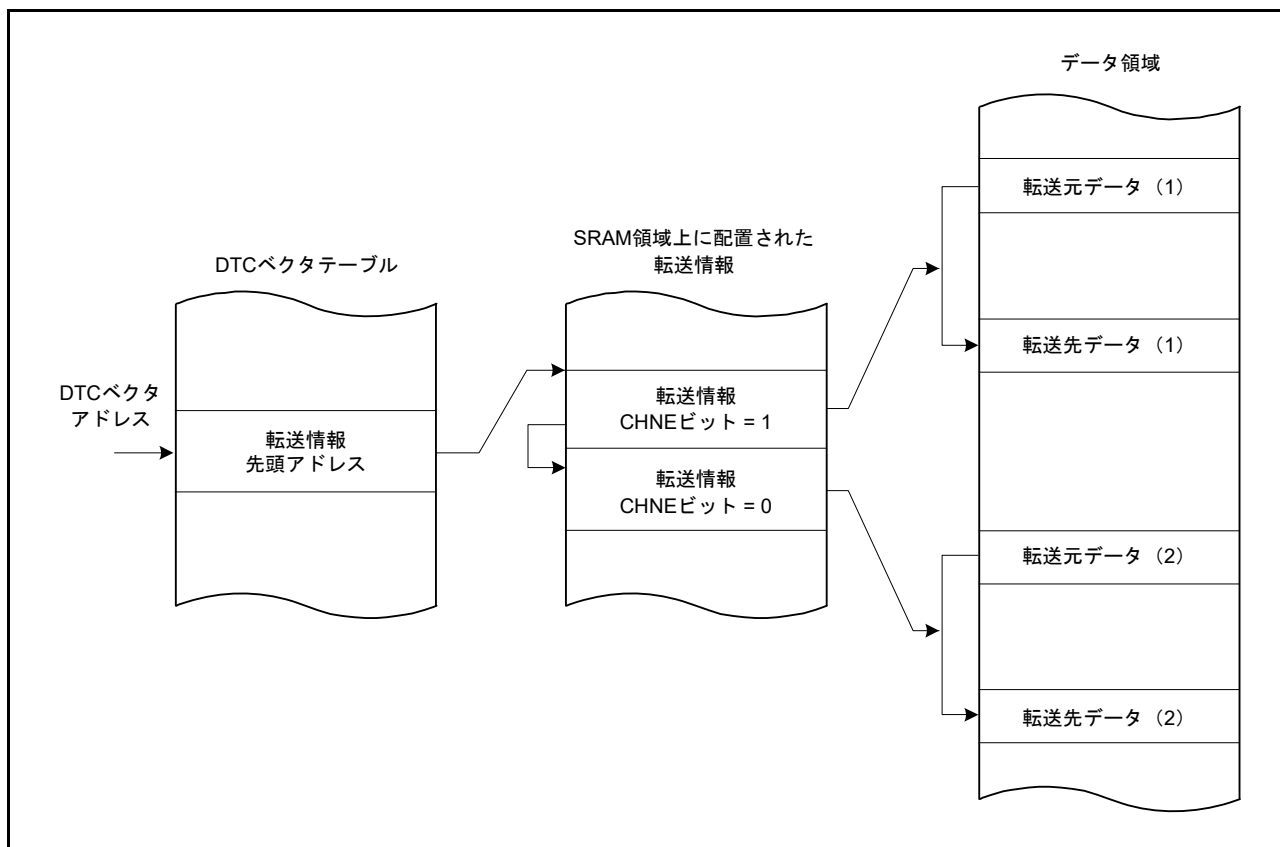 データ領域
転送元データ（1）
転送先データ（1）
転送元データ（2）
転送先データ（2）
SRAM領域上に配置された
転送情報
転送情報
CHNEビット = 1
転送情報
CHNEビット = 0
DTCベクタテーブル
転送情報
先頭アドレス
DTCベクタ
アドレス